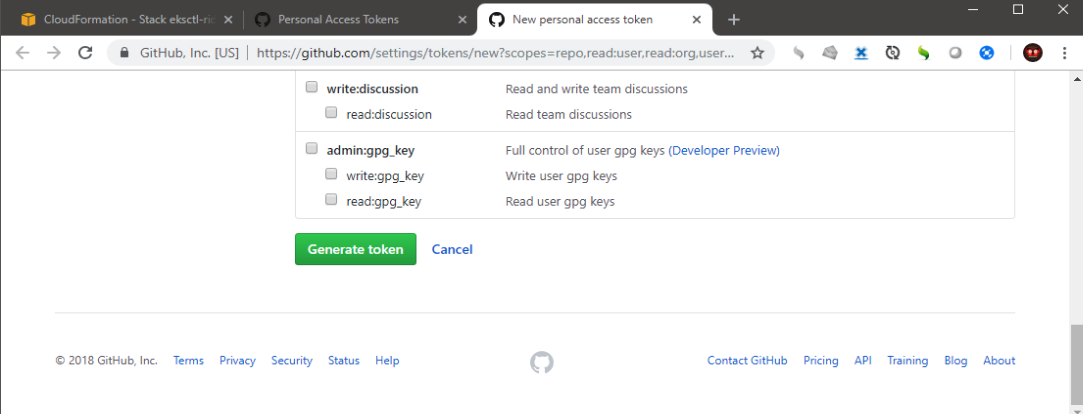 CloudFormation - Stack eksctl-ric
Personal Access Tokens
New personal access token
GitHub, Inc. [US] https://github.com/settings/tokens/new?scopes=repo,read:user,read:org,user...
write:discussion Read and write team discussions
read:discussion Read team discussions
admin:gpg_key Full control of user gpg keys (Developer Preview)
write:gpg_key Write user gpg keys
read:gpg_key Read user gpg keys
Generate token Cancel
© 2018 GitHub, Inc. Terms Privacy Security Status Help Contact GitHub Pricing API Training Blog About